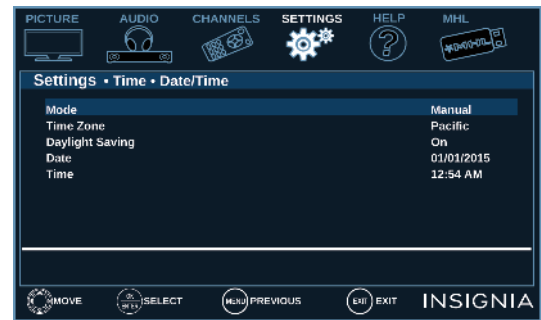 PICTURE AUDIO CHANNELS SETTINGS HELP MHL
Settings • Time • Date/Time
Mode Manual
Time Zone Pacific
Daylight Saving On
Date 01/01/2015
Time 12:54 AM
MOVE OK ENTER SELECT MENU PREVIOUS EXIT EXIT INSIGNIA